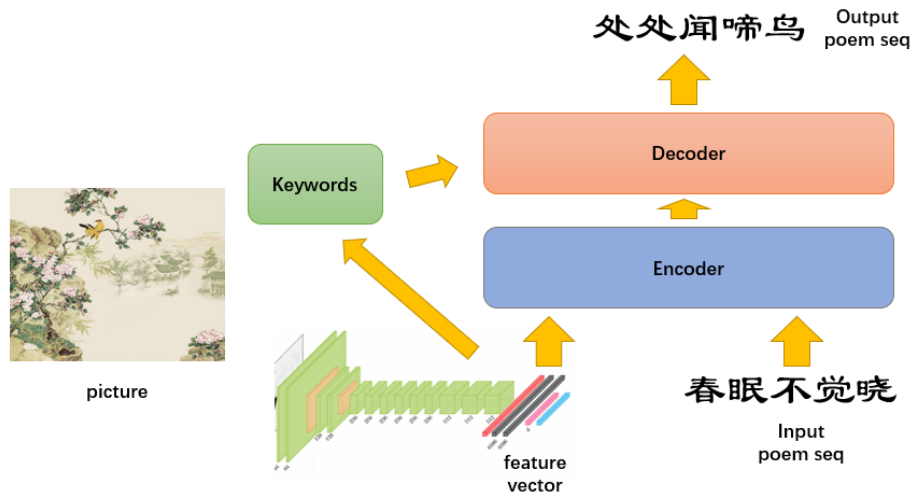 处处闻啼鸟
Output
poem seq
Decoder
Keywords
Encoder
picture
春眠不觉晓
Input
poem seq
feature
vector